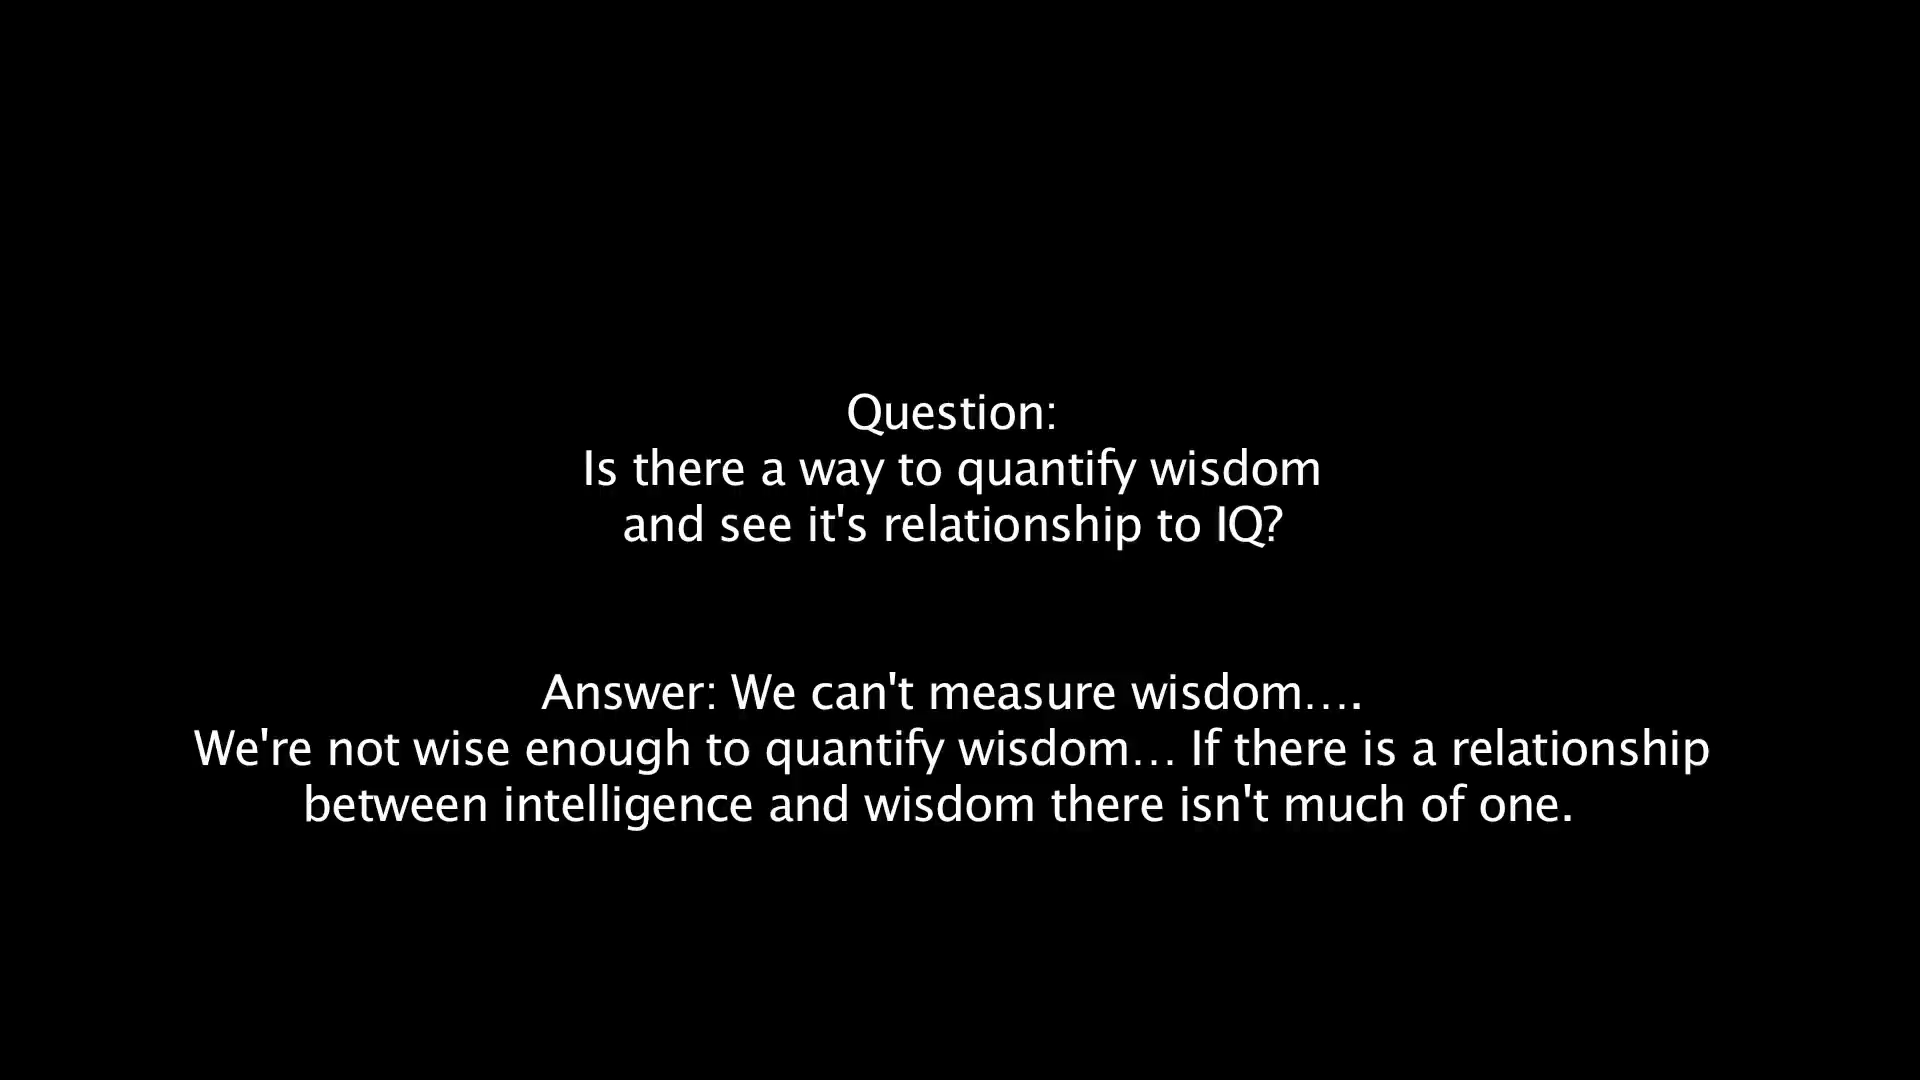 Question:
Is there a way to quantify wisdom
and see it's relationship to IQ?
Answer: We can't measure wisdom….
We're not wise enough to quantify wisdom… If there is a relationship
between intelligence and wisdom there isn't much of one.